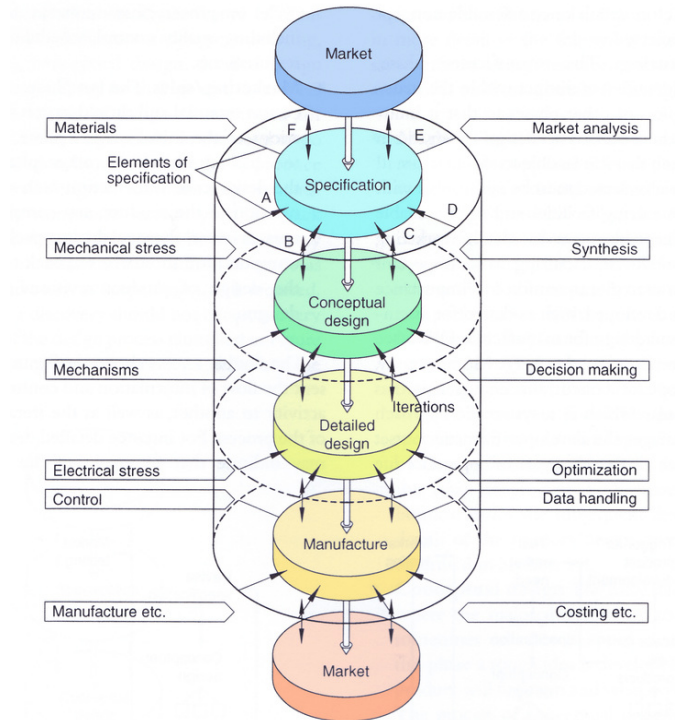 Market
F
E
Materials
Market analysis
Elements of
specification
Specification
A
D
B
C
Mechanical stress
Synthesis
Conceptual
design
Mechanisms
Decision making
Iterations
Detailed
design
Electrical stress
Optimization
Control
Data handling
Manufacture
Manufacture etc.
Costing etc.
Market